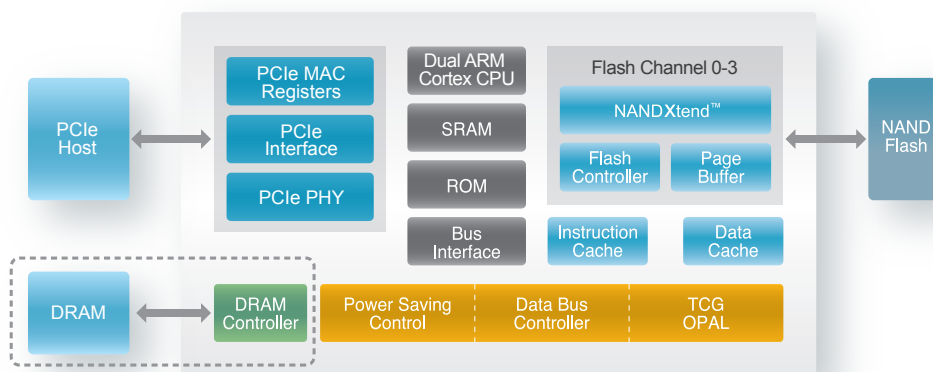 PCIe
Host
PCIe MAC
Registers
PCIe
Interface
PCIe PHY
Dual ARM
Cortex CPU
SRAM
ROM
Bus
Interface
Flash Channel 0-3
NANDXtend™
Flash
Controller
Page
Buffer
Instruction
Cache
Data
Cache
NAND
Flash
DRAM
DRAM
Controller
Power Saving
Control
Data Bus
Controller
TCG
OPAL